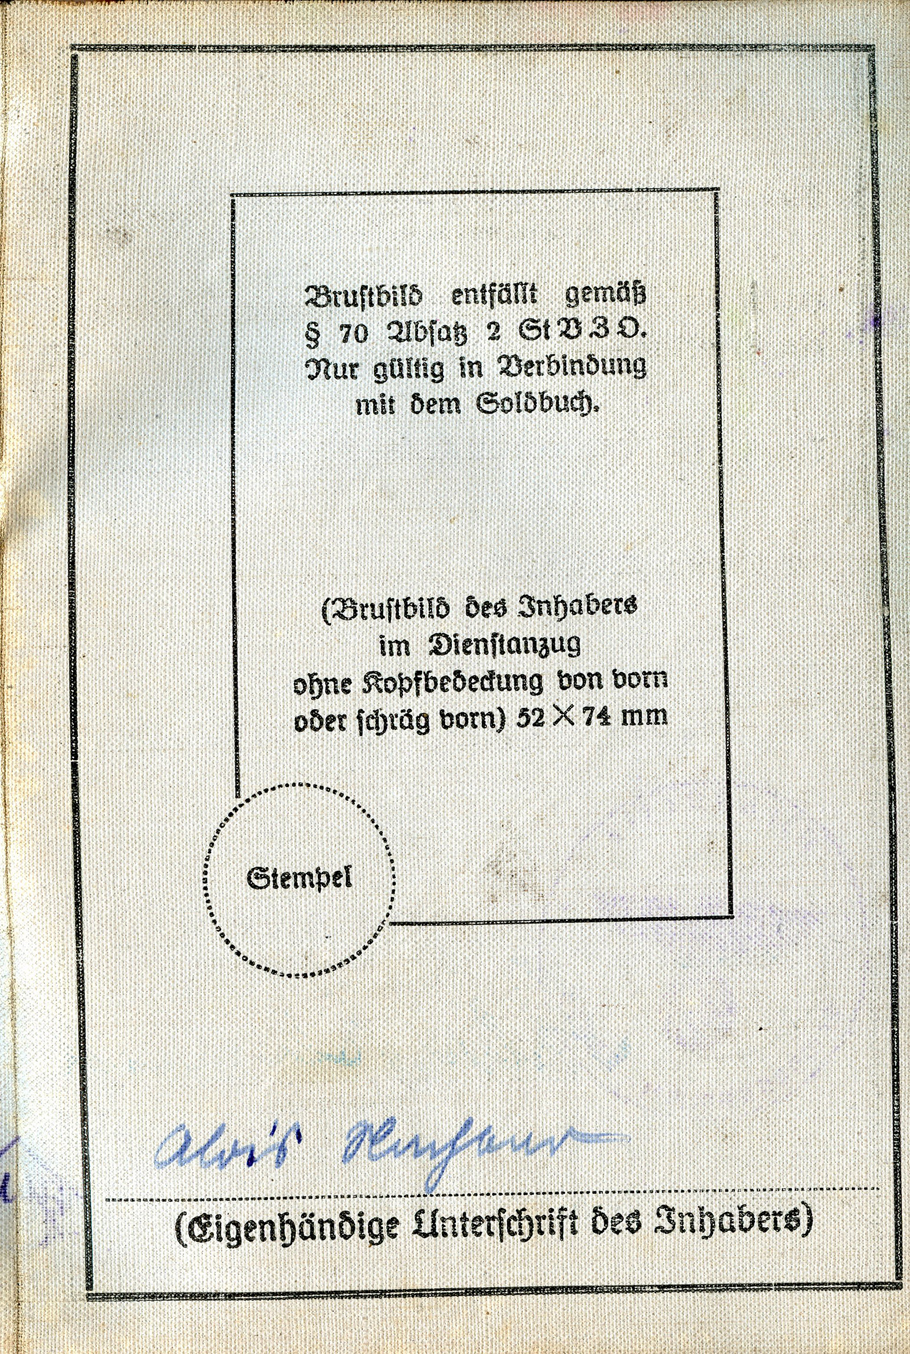 Brustbild entfällt gemäß
§ 70 Absatz 2 StVZO.
Nur gültig in Verbindung
mit dem Soldbuch.
(Brustbild des Inhabers
im Dienstanzug
ohne Kopfbedeckung von vorn
oder schräg vorn) 52 × 74 mm
Stempel
Alois
(Eigenhändige Unterschrift des Inhabers)